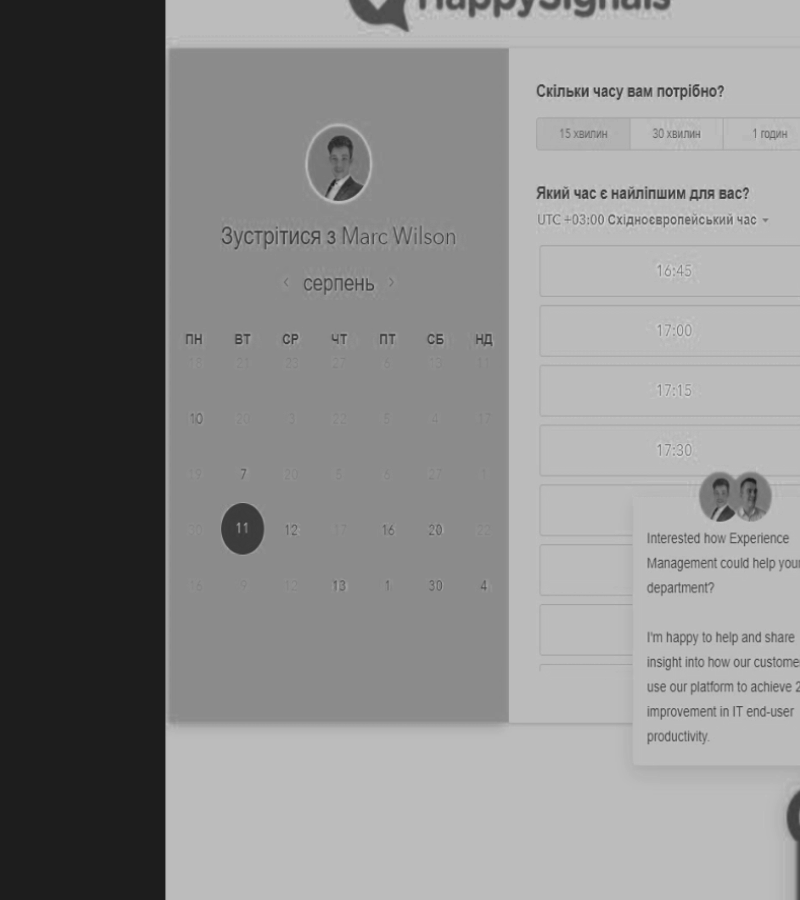 HappySignals
Зустрітися з Marc Wilson
‹ серпень ›
ПН ВТ СР ЧТ ПТ СБ НД
10
7
11 12 16 20
13 1 30 4
Скільки часу вам потрібно?
15 хвилин 30 хвилин 1 годин
Який час є найліпшим для вас?
UTC +03:00 Східноєвропейський час
16:45
17:00
17:15
17:30
Interested how Experience
Management could help your
department?
I'm happy to help and share
insight into how our custome
use our platform to achieve 2
improvement in IT end-user
productivity.